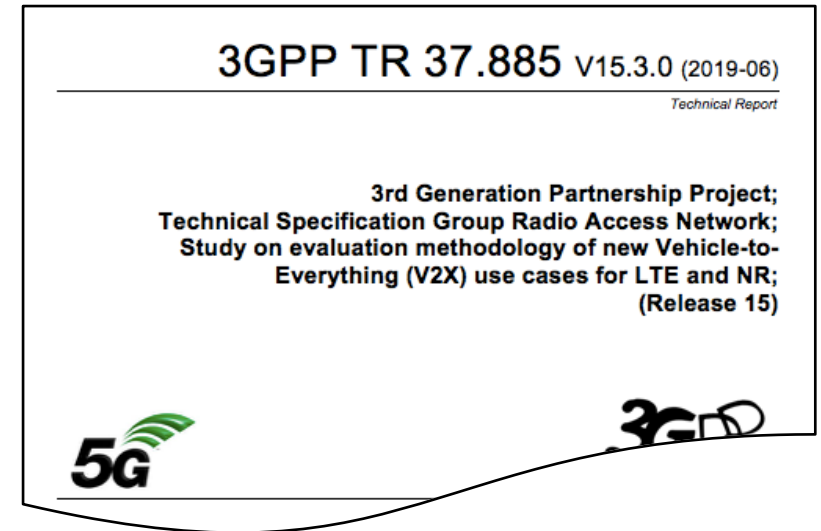 3GPP TR 37.885 V15.3.0 (2019-06)
Technical Report
3rd Generation Partnership Project;
Technical Specification Group Radio Access Network;
Study on evaluation methodology of new Vehicle-to-
Everything (V2X) use cases for LTE and NR;
(Release 15)
5G